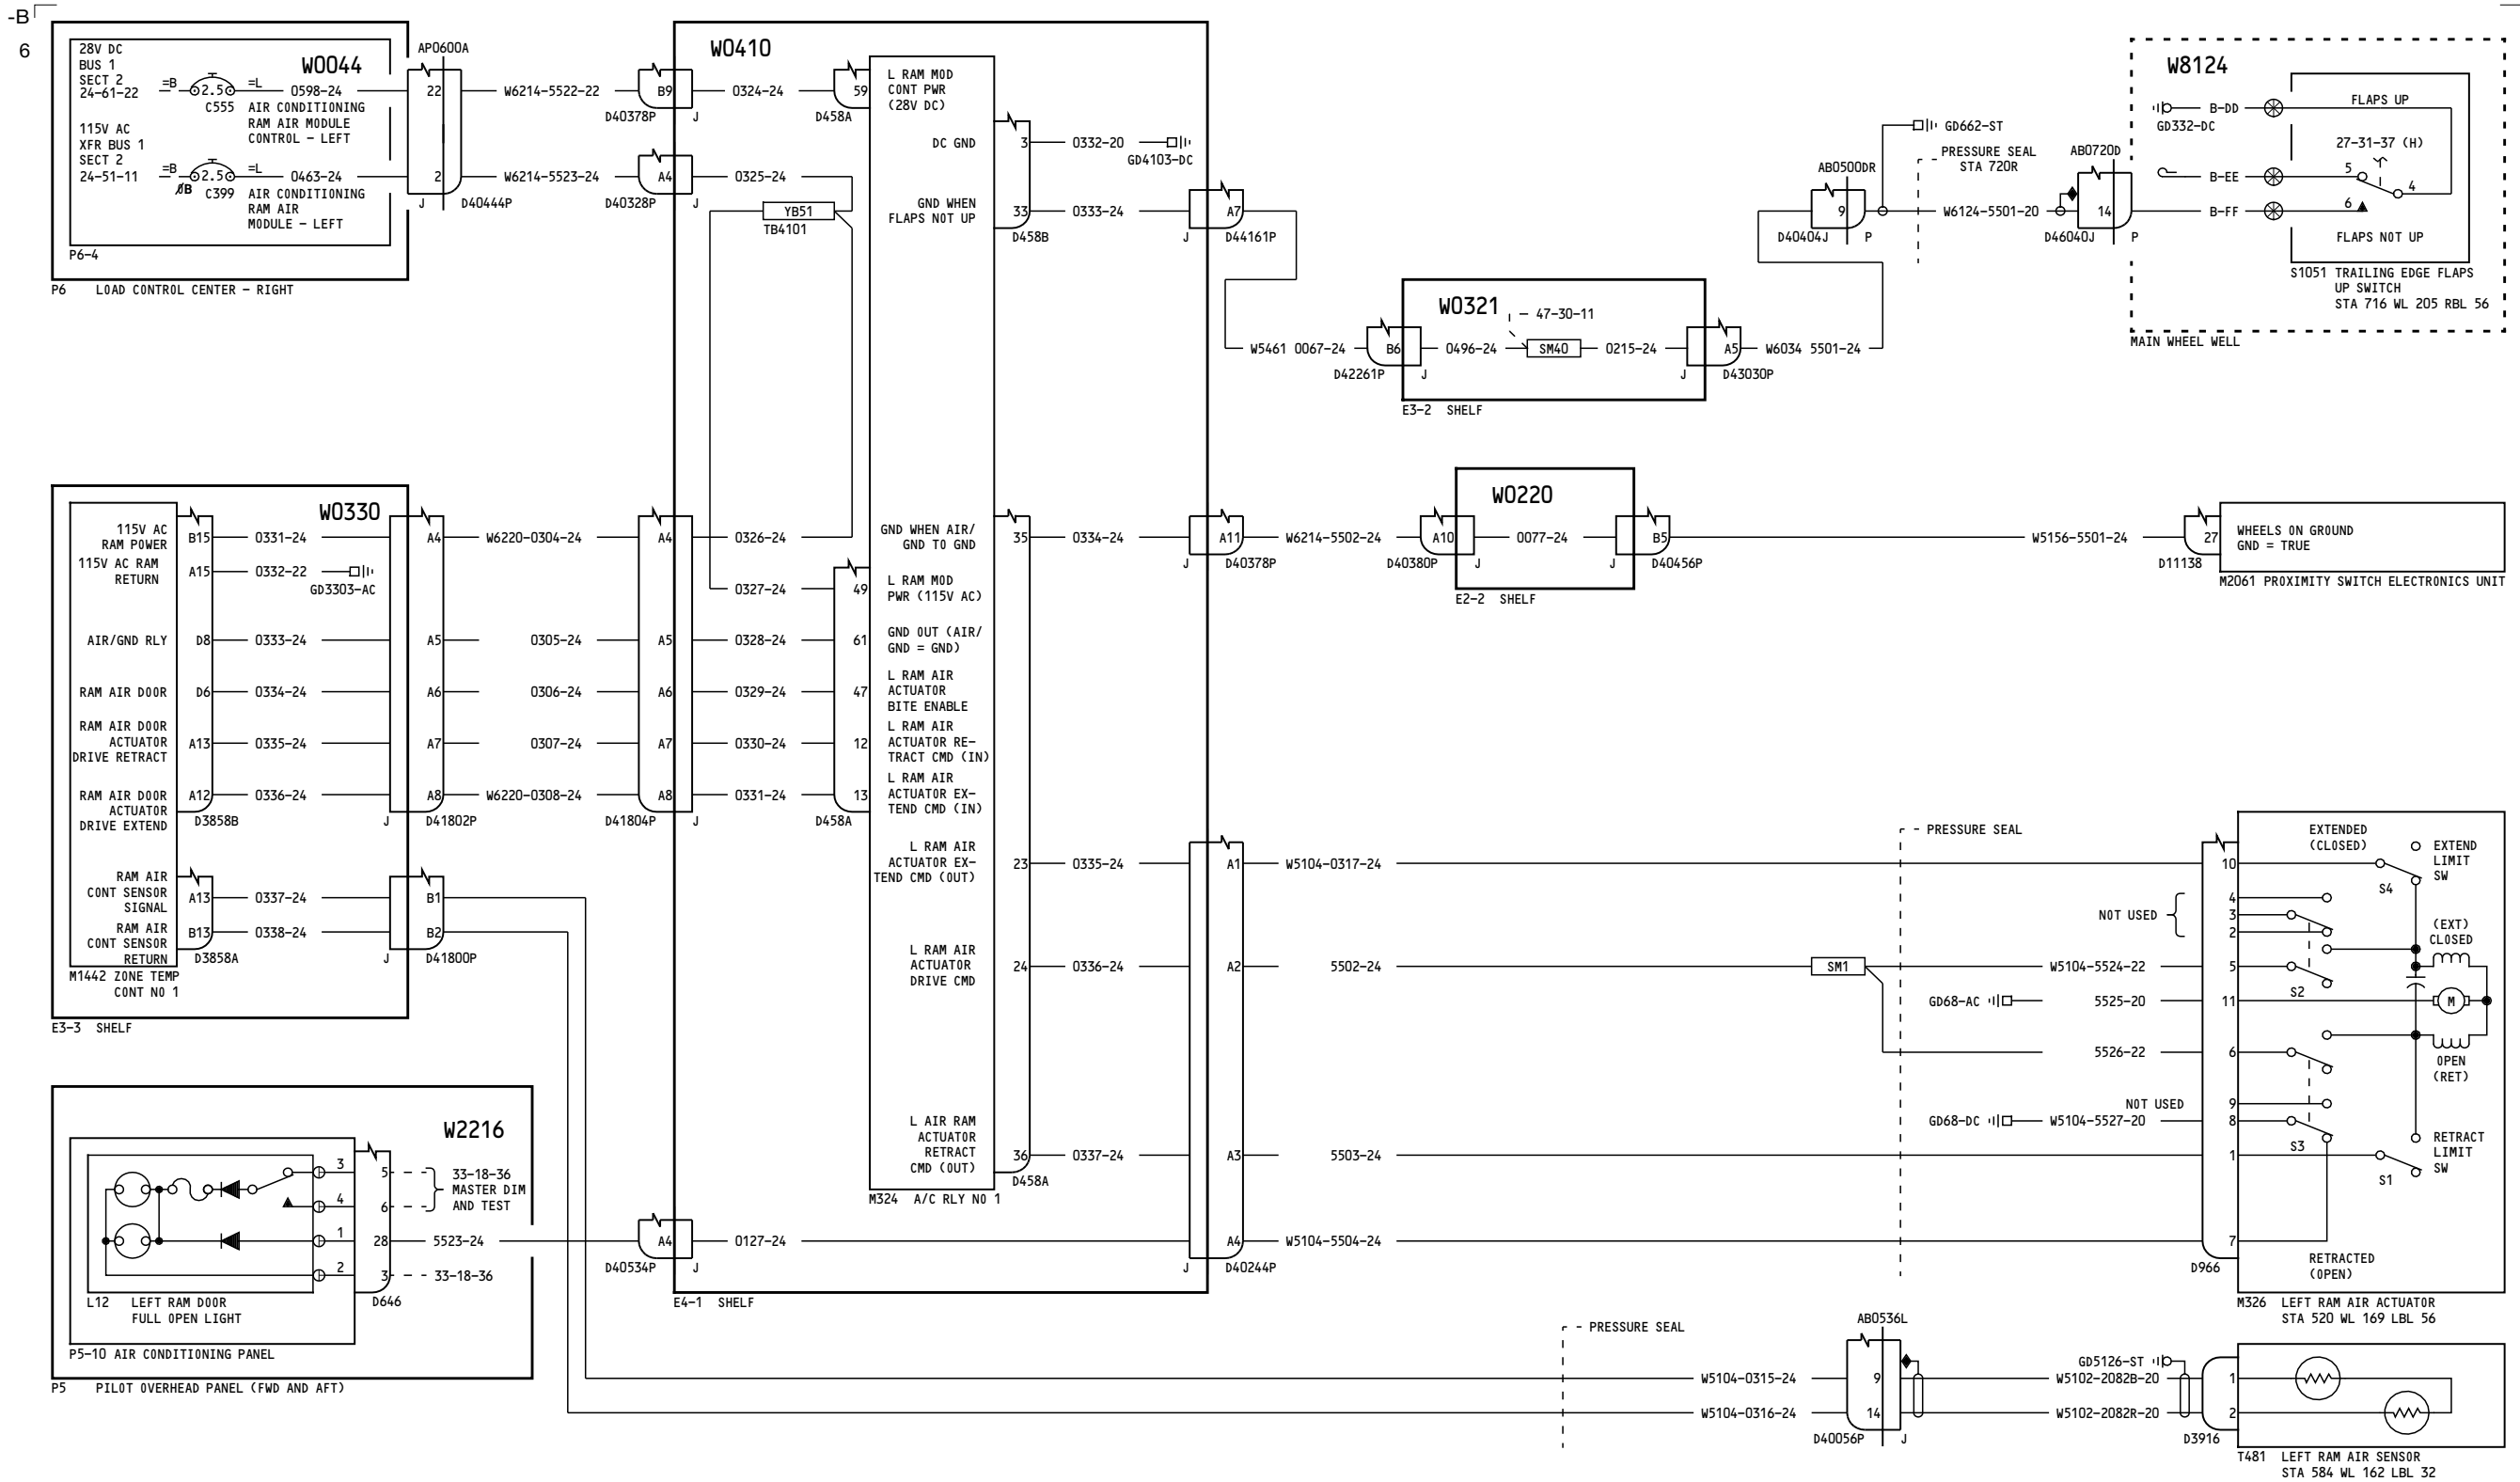 -B
6
28V DC
BUS 1
SECT 2
24-61-22
=B
2.5
=L
C555
0598-24
AIR CONDITIONING
RAM AIR MODULE
CONTROL - LEFT
W0044
115V AC
XFR BUS 1
SECT 2
24-51-11
=B
ØB
2.5
=L
C399
0463-24
AIR CONDITIONING
RAM AIR
MODULE - LEFT
P6-4
P6 LOAD CONTROL CENTER - RIGHT
AP0600A
22
2
J
D40444P
W6214-5522-22
W6214-5523-24
B9
D40378P
J
A4
D40328P
J
W0410
0324-24
0325-24
59
D458A
YB51
TB4101
L RAM MOD
CONT PWR
(28V DC)
DC GND
3
0332-20
GD4103-DC
GND WHEN
FLAPS NOT UP
33
D458B
0333-24
A7
J
D44161P
W5461 0067-24
B6
D42261P
J
W0321
47-30-11
0496-24
SM40
0215-24
A5
J
D43030P
E3-2 SHELF
W6034 5501-24
AB0500DR
9
D40404J
P
GD662-ST
PRESSURE SEAL
STA 720R
W6124-5501-20
AB0720D
14
D46040J
P
W8124
GD332-DC
B-DD
B-EE
B-FF
FLAPS UP
27-31-37 (H)
5
4
6
FLAPS NOT UP
S1051 TRAILING EDGE FLAPS
UP SWITCH
STA 716 WL 205 RBL 56
MAIN WHEEL WELL
W0330
115V AC
RAM POWER
B15
0331-24
A4
115V AC RAM
RETURN
A15
0332-22
GD3303-AC
AIR/GND RLY
D8
0333-24
A5
RAM AIR DOOR
D6
0334-24
A6
RAM AIR DOOR
ACTUATOR
DRIVE RETRACT
A13
0335-24
A7
RAM AIR DOOR
ACTUATOR
DRIVE EXTEND
A12
0336-24
A8
D3858B
J
D41802P
RAM AIR
CONT SENSOR
SIGNAL
A13
0337-24
B1
RAM AIR
CONT SENSOR
RETURN
B13
0338-24
B2
D3858A
J
D41800P
M1442 ZONE TEMP
CONT NO 1
E3-3 SHELF
W6220-0304-24
0305-24
0306-24
0307-24
W6220-0308-24
A4
A5
A6
A7
A8
D41804P
J
0326-24
0327-24
0328-24
0329-24
0330-24
0331-24
49
61
47
12
13
D458A
GND WHEN AIR/
GND TO GND
L RAM MOD
PWR (115V AC)
GND OUT (AIR/
GND = GND)
L RAM AIR
ACTUATOR
BITE ENABLE
L RAM AIR
ACTUATOR RE-
TRACT CMD (IN)
L RAM AIR
ACTUATOR EX-
TEND CMD (IN)
L RAM AIR
ACTUATOR EX-
TEND CMD (OUT)
L RAM AIR
ACTUATOR
DRIVE CMD
L AIR RAM
ACTUATOR
RETRACT
CMD (OUT)
M324 A/C RLY NO 1
35
0334-24
A11
J
D40378P
W6214-5502-24
A10
D40380P
J
W0220
0077-24
B5
J
D40456P
E2-2 SHELF
W5156-5501-24
27
D11138
WHEELS ON GROUND
GND = TRUE
M2061 PROXIMITY SWITCH ELECTRONICS UNIT
23
0335-24
A1
W5104-0317-24
24
0336-24
A2
5502-24
36
D458A
0337-24
A3
5503-24
A4
W5104-5504-24
J
D40244P
PRESSURE SEAL
SM1
W5104-5524-22
GD68-AC
5525-20
5526-22
NOT USED
GD68-DC
W5104-5527-20
NOT USED
10
4
3
2
5
11
6
9
8
1
7
D966
EXTENDED
(CLOSED)
EXTEND
LIMIT
SW
S4
(EXT)
CLOSED
S2
M
OPEN
(RET)
S3
RETRACT
LIMIT
SW
S1
RETRACTED
(OPEN)
M326 LEFT RAM AIR ACTUATOR
STA 520 WL 169 LBL 56
W2216
3
4
1
2
5
6
28
3
33-18-36
MASTER DIM
AND TEST
5523-24
33-18-36
D646
L12 LEFT RAM DOOR
FULL OPEN LIGHT
P5-10 AIR CONDITIONING PANEL
P5 PILOT OVERHEAD PANEL (FWD AND AFT)
A4
D40534P
J
0127-24
E4-1 SHELF
PRESSURE SEAL
W5104-0315-24
W5104-0316-24
AB0536L
9
14
D40056P
J
GD5126-ST
W5102-2082B-20
W5102-2082R-20
1
2
D3916
T481 LEFT RAM AIR SENSOR
STA 584 WL 162 LBL 32